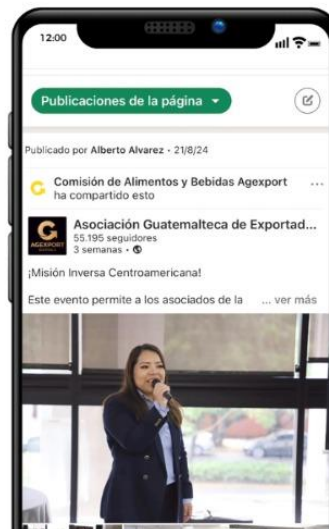 12:00
Publicaciones de la página
Publicado por Alberto Alvarez • 21/8/24
Comisión de Alimentos y Bebidas Agexport
ha compartido esto
AGEXPORT
Asociación Guatemalteca de Exportad...
55.195 seguidores
3 semanas •
¡Misión Inversa Centroamericana!
Este evento permite a los asociados de la ... ver más